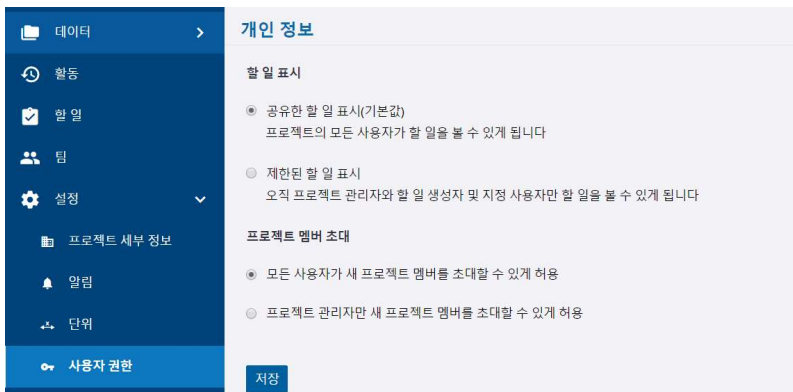 데이터
활동
할 일
팀
설정
프로젝트 세부 정보
알림
단위
사용자 권한
개인 정보
할 일 표시
공유한 할 일 표시(기본값)
프로젝트의 모든 사용자가 할 일을 볼 수 있게 됩니다
제한된 할 일 표시
오직 프로젝트 관리자와 할 일 생성자 및 지정 사용자만 할 일을 볼 수 있게 됩니다
프로젝트 멤버 초대
모든 사용자가 새 프로젝트 멤버를 초대할 수 있게 허용
프로젝트 관리자만 새 프로젝트 멤버를 초대할 수 있게 허용
저장